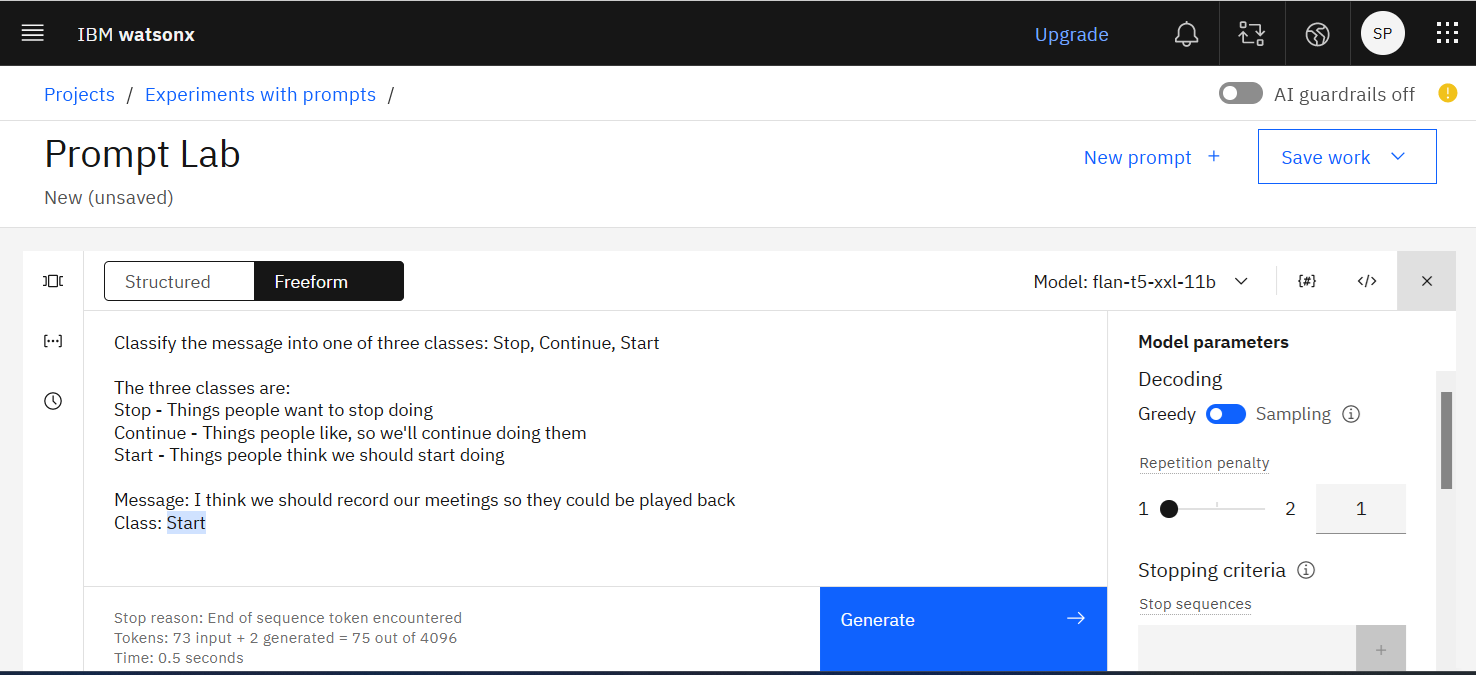 IBM watsonx
Upgrade
SP
Projects / Experiments with prompts /
AI guardrails off
Prompt Lab
New prompt +
Save work
New (unsaved)
Structured
Freeform
Model: flan-t5-xxl-11b
{#}
</>
Classify the message into one of three classes: Stop, Continue, Start
The three classes are:
Stop - Things people want to stop doing
Continue - Things people like, so we'll continue doing them
Start - Things people think we should start doing
Message: I think we should record our meetings so they could be played back
Class: Start
Stop reason: End of sequence token encountered
Tokens: 73 input + 2 generated = 75 out of 4096
Time: 0.5 seconds
Generate
Model parameters
Decoding
Greedy
Sampling
Repetition penalty
1
2
1
Stopping criteria
Stop sequences
+